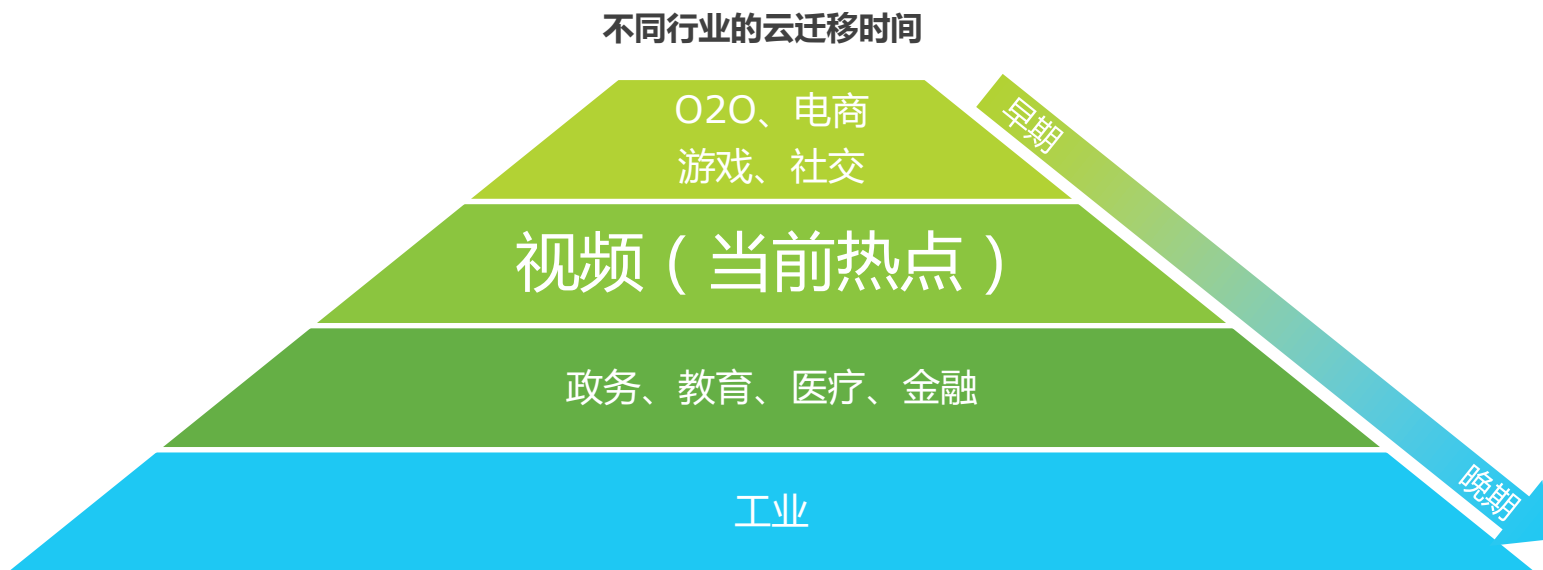 不同行业的云迁移时间
O2O、电商
游戏、社交
早期
视频（当前热点）
政务、教育、医疗、金融
晚期
工业